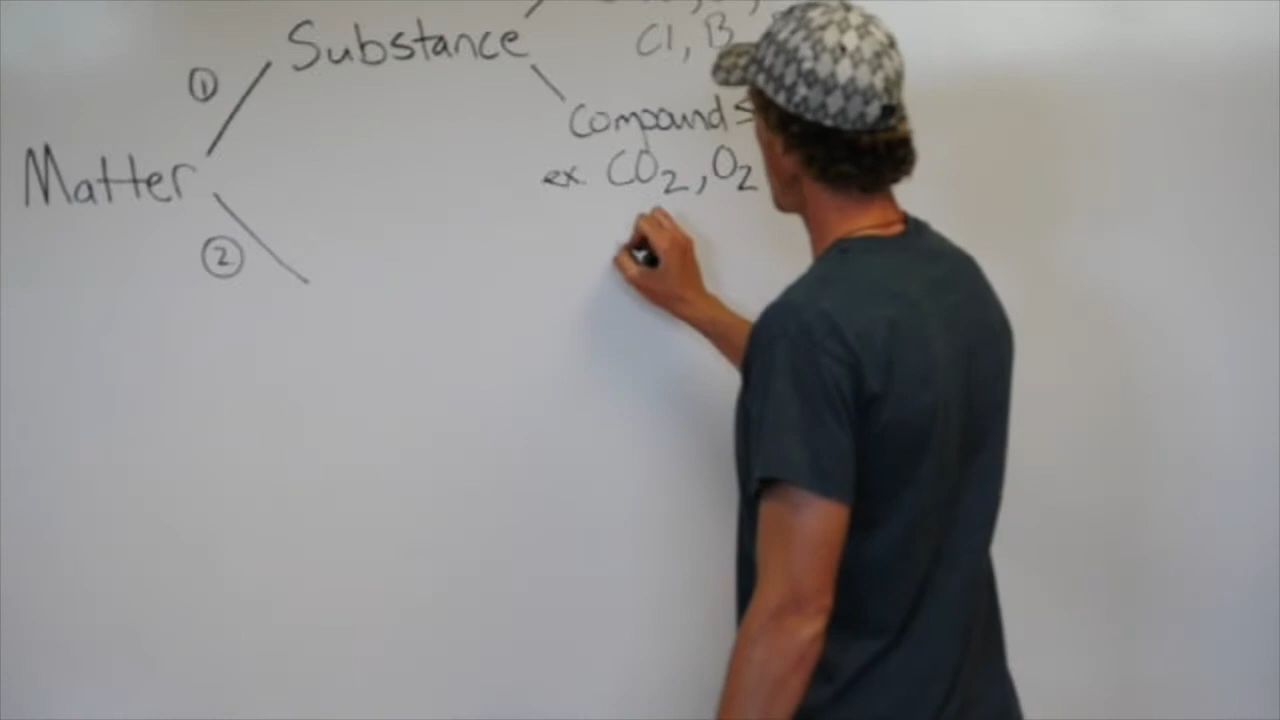 Substance
Cl, B
①
Compounds
Matter
ex. CO2, O2
②